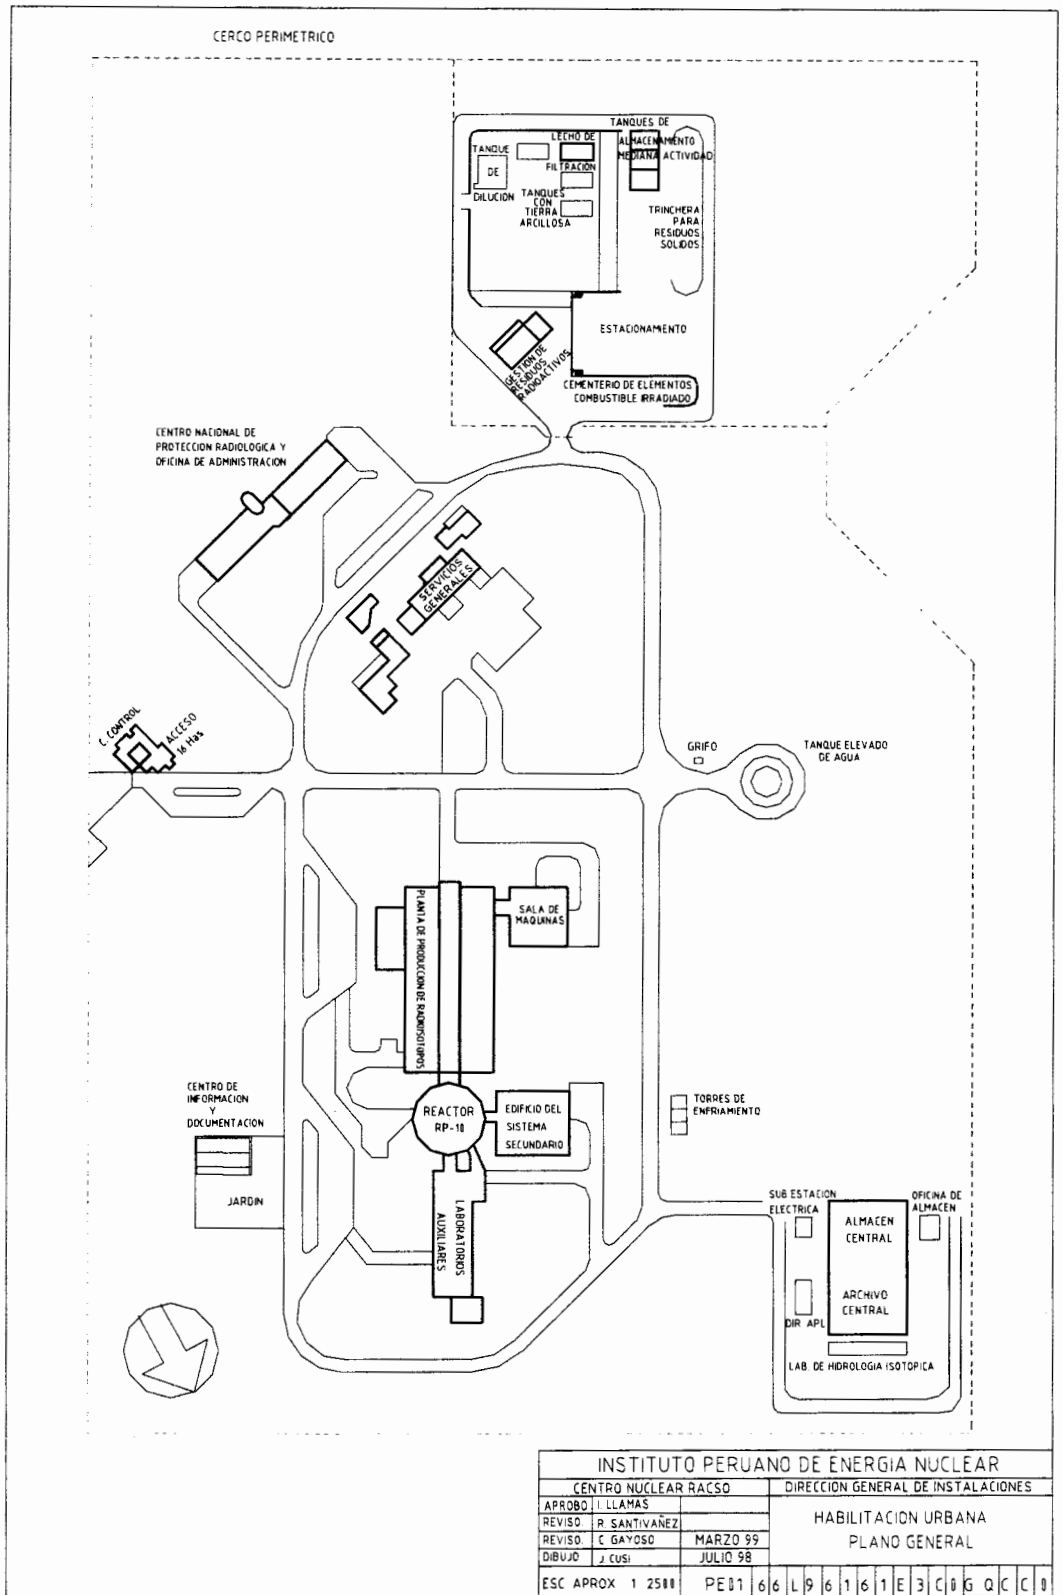 CERCO PERIMETRICO
TANQUES DE
ALMACENAMIENTO
MEDIANA ACTIVIDAD
LECHO DE
FILTRACION
TANQUE
DE
DILUCION
TANQUES
CON
TIERRA
ARCILLOSA
TRINCHERA
PARA
RESIDUOS
SOLIDOS
ESTACIONAMIENTO
GESTION DE
RESIDUOS
RADIOACTIVOS
CEMENTERIO DE ELEMENTOS
COMBUSTIBLE IRRADIADO
CENTRO NACIONAL DE
PROTECCION RADIOLOGICA Y
OFICINA DE ADMINISTRACION
SERVICIOS
GENERALES
C. CONTROL
ACCESO
16 Has
GRIFO
TANQUE ELEVADO
DE AGUA
SALA DE
MAQUINAS
PLANTA DE PRODUCCION DE RADIOISOTOPOS
CENTRO DE
INFORMACION
Y
DOCUMENTACION
JARDIN
REACTOR
RP-10
EDIFICIO DEL
SISTEMA
SECUNDARIO
TORRES DE
ENFRIAMIENTO
LABORATORIOS
AUXILIARES
SUB ESTACION
ELECTRICA
OFICINA DE
ALMACEN
ALMACEN
CENTRAL
ARCHIVO
CENTRAL
DIR APL
LAB. DE HIDROLOGIA ISOTOPICA
INSTITUTO PERUANO DE ENERGIA NUCLEAR
CENTRO NUCLEAR RACSO
DIRECCION GENERAL DE INSTALACIONES
APROBO I. LLAMAS
REVISO. R. SANTIVAÑEZ
REVISO. C GAYOSO MARZO 99
DIBUJO J. CUSI JULIO 98
HABILITACION URBANA
PLANO GENERAL
ESC APROX 1 2500